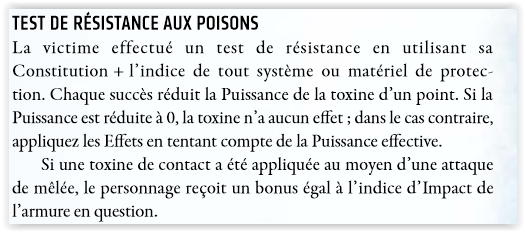 TEST DE RÉSISTANCE AUX POISONS
La victime effectué un test de résistance en utilisant sa
Constitution + l'indice de tout système ou matériel de protec-
tion. Chaque succès réduit la Puissance de la toxine d'un point. Si la
Puissance est réduite à 0, la toxine n'a aucun effet ; dans le cas contraire,
appliquez les Effets en tentant compte de la Puissance effective.
Si une toxine de contact a été appliquée au moyen d'une attaque
de mêlée, le personnage reçoit un bonus égal à l'indice d'Impact de
l'armure en question.